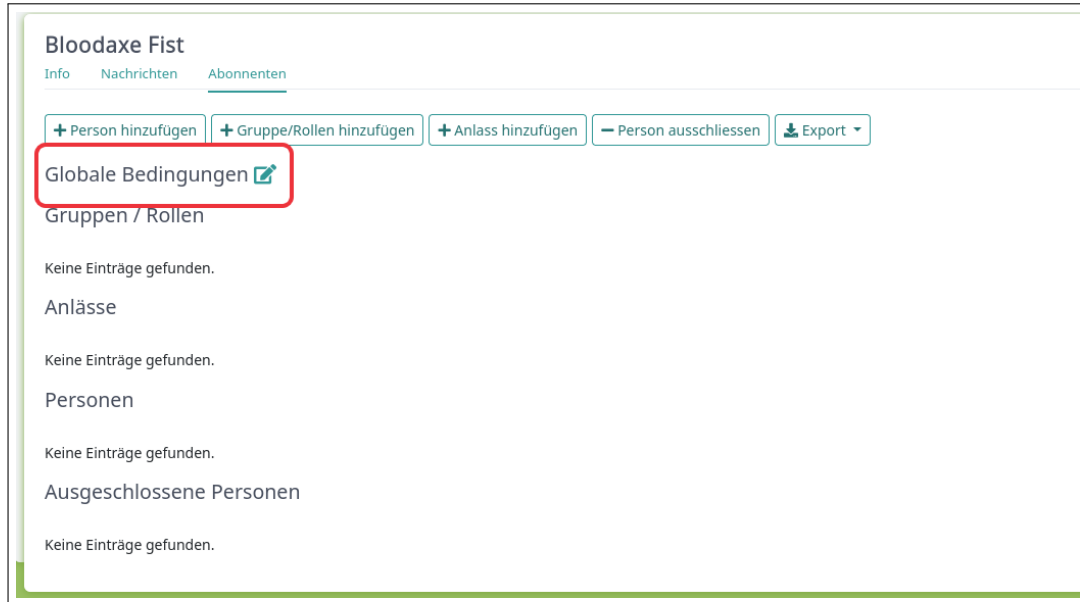 Bloodaxe Fist
Info Nachrichten Abonnenten
+ Person hinzufügen + Gruppe/Rollen hinzufügen + Anlass hinzufügen − Person ausschliessen Export
Globale Bedingungen
Gruppen / Rollen
Keine Einträge gefunden.
Anlässe
Keine Einträge gefunden.
Personen
Keine Einträge gefunden.
Ausgeschlossene Personen
Keine Einträge gefunden.